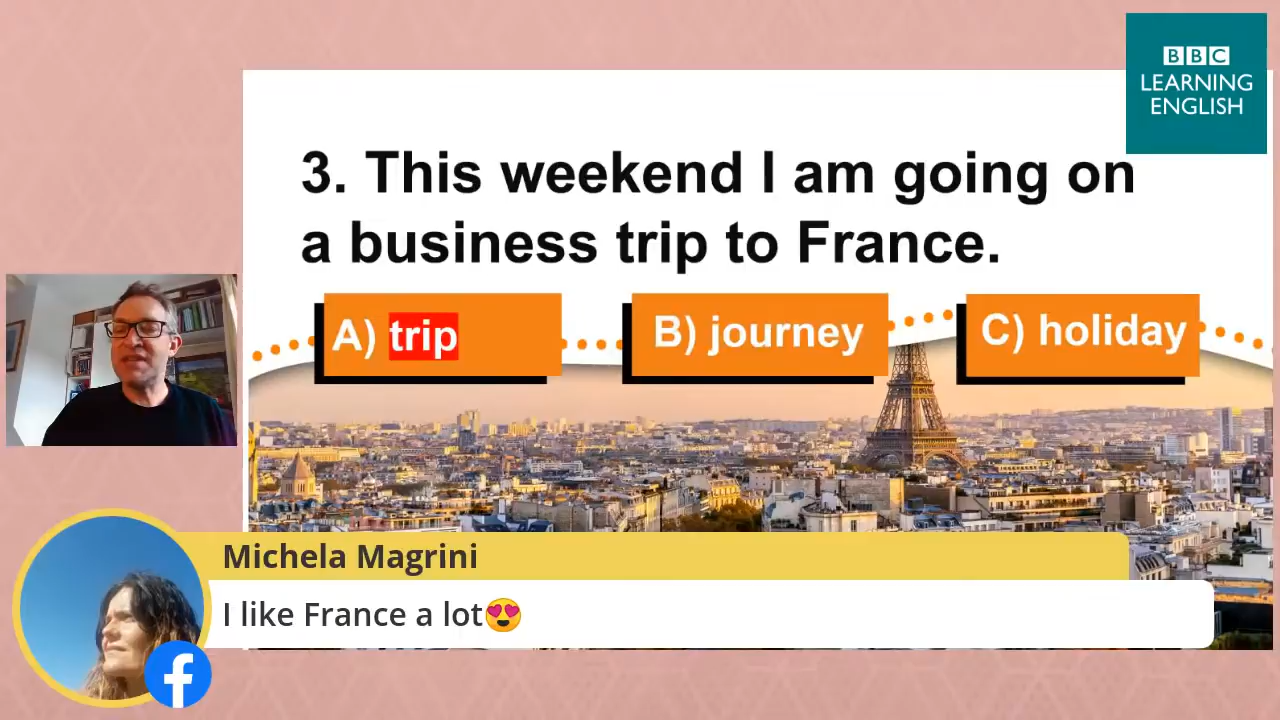 BBC
LEARNING
ENGLISH
3. This weekend I am going on
a business trip to France.
A) trip
B) journey
C) holiday
Michela Magrini
I like France a lot😍